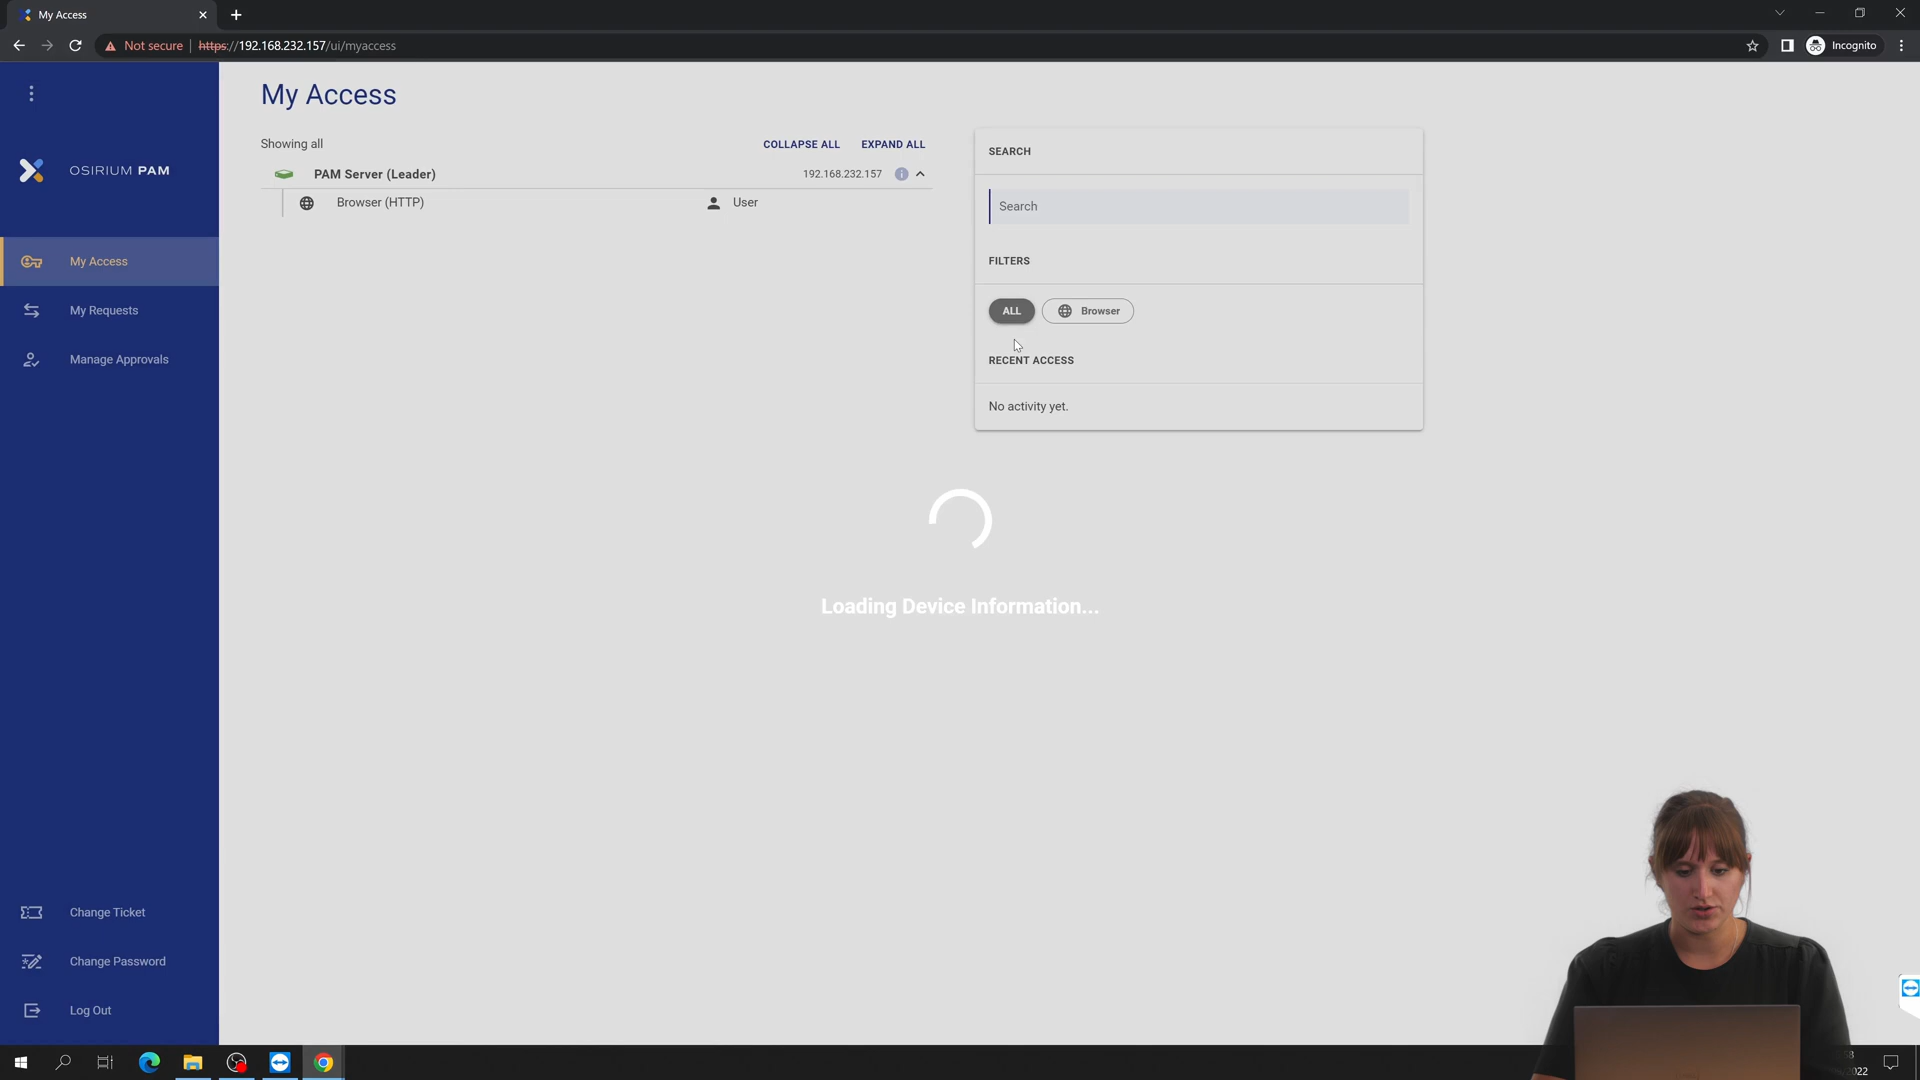 My Access
Not secure | https://192.168.232.157/ui/myaccess
Incognito
OSIRIUM PAM
My Access
My Requests
Manage Approvals
Change Ticket
Change Password
Log Out
My Access
Showing all
COLLAPSE ALL
EXPAND ALL
PAM Server (Leader)
192.168.232.157
Browser (HTTP)
User
SEARCH
Search
FILTERS
ALL
Browser
RECENT ACCESS
No activity yet.
Loading Device Information...
2022